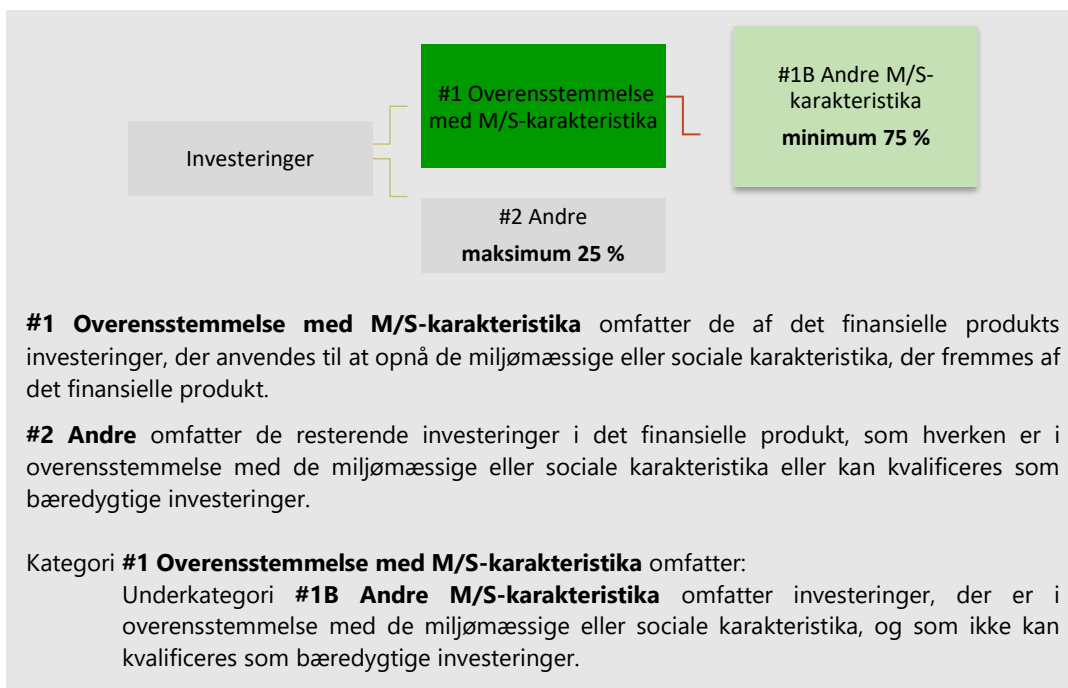 #1 Overensstemmelse
med M/S-karakteristika
#1B Andre M/S-
karakteristika
minimum 75 %
Investeringer
#2 Andre
maksimum 25 %
#1 Overensstemmelse med M/S-karakteristika omfatter de af det finansielle produkts
investeringer, der anvendes til at opnå de miljømæssige eller sociale karakteristika, der fremmes af
det finansielle produkt.
#2 Andre omfatter de resterende investeringer i det finansielle produkt, som hverken er i
overensstemmelse med de miljømæssige eller sociale karakteristika eller kan kvalificeres som
bæredygtige investeringer.
Kategori #1 Overensstemmelse med M/S-karakteristika omfatter:
Underkategori #1B Andre M/S-karakteristika omfatter investeringer, der er i
overensstemmelse med de miljømæssige eller sociale karakteristika, og som ikke kan
kvalificeres som bæredygtige investeringer.